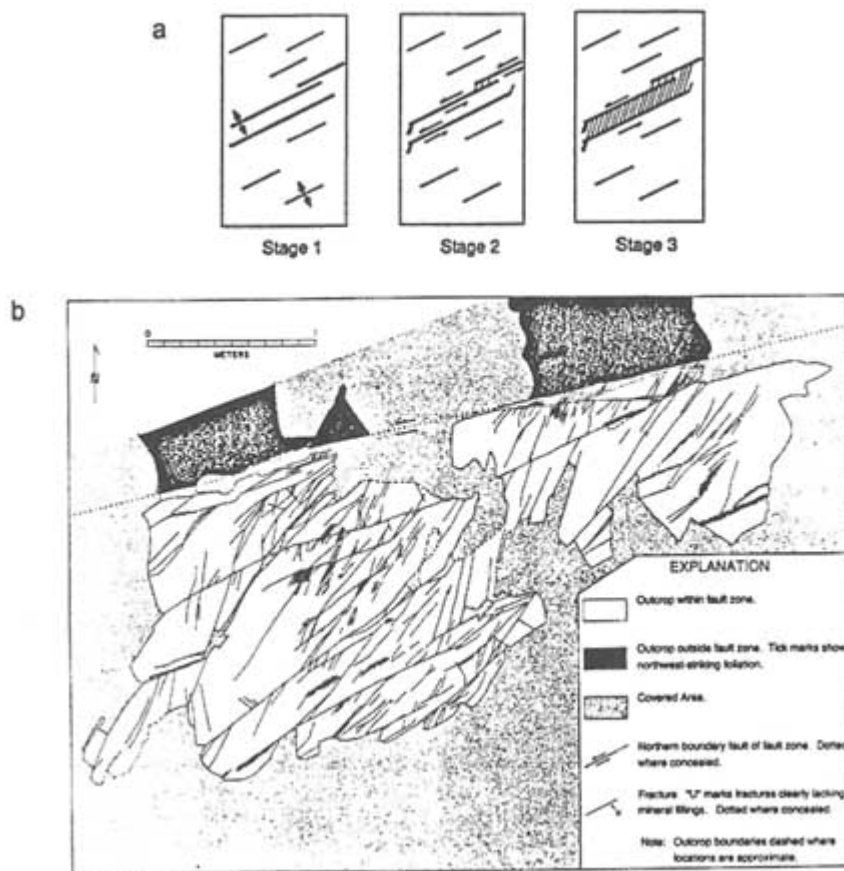 a
Stage 1
Stage 2
Stage 3
b
0
1
METERS
N
EXPLANATION
Outcrop within fault zone.
Outcrop outside fault zone. Tick marks show
northwest-striking foliation.
Covered Area.
Northern boundary fault of fault zone. Dotted
where concealed.
Fracture. "U" marks fractures clearly lacking
mineral fillings. Dotted where concealed.
Note: Outcrop boundaries dashed where
locations are approximate.